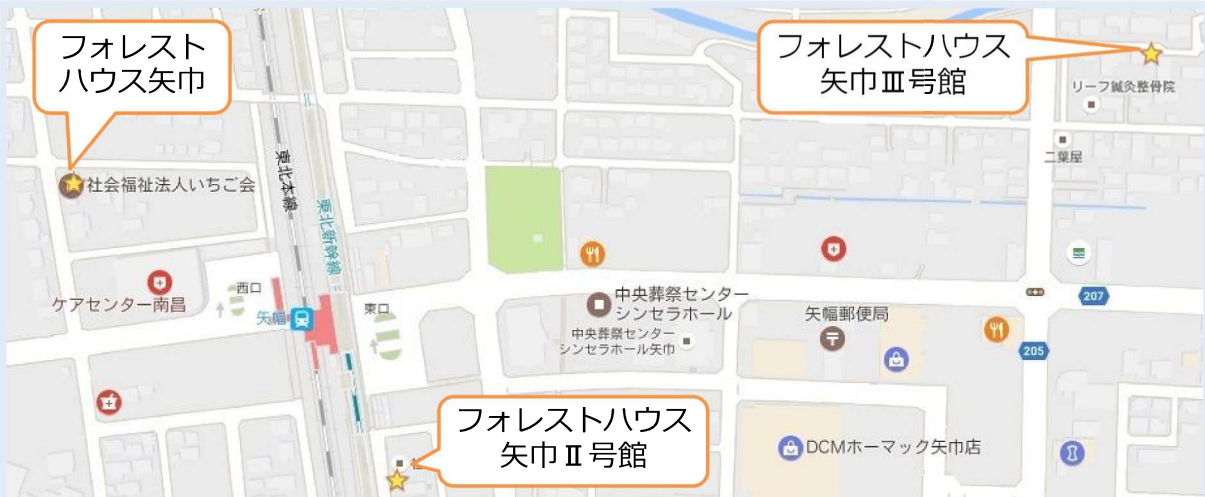 フォレスト
ハウス矢巾
フォレストハウス
矢巾Ⅲ号館
リーフ鍼灸整骨院
二葉屋
東北本線
社会福祉法人いちご会
東北新幹線
西口
ケアセンター南昌
矢幅
東口
中央葬祭センター
シンセラホール
207
矢幅郵便局
中央葬祭センター
シンセラホール矢巾
205
フォレストハウス
矢巾Ⅱ号館
DCMホーマック矢巾店